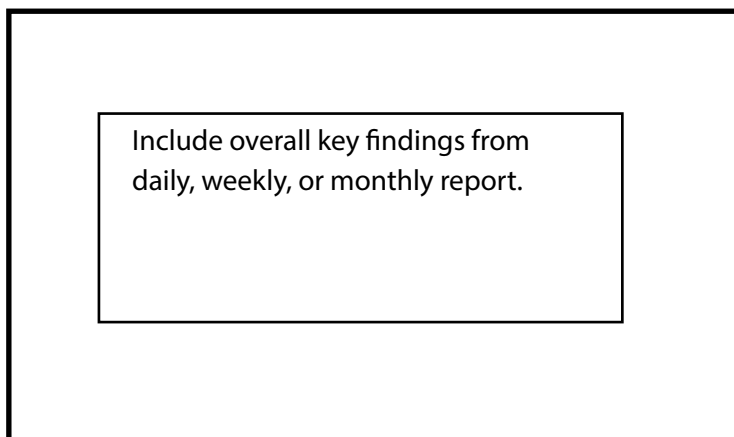 Include overall key findings from
daily, weekly, or monthly report.